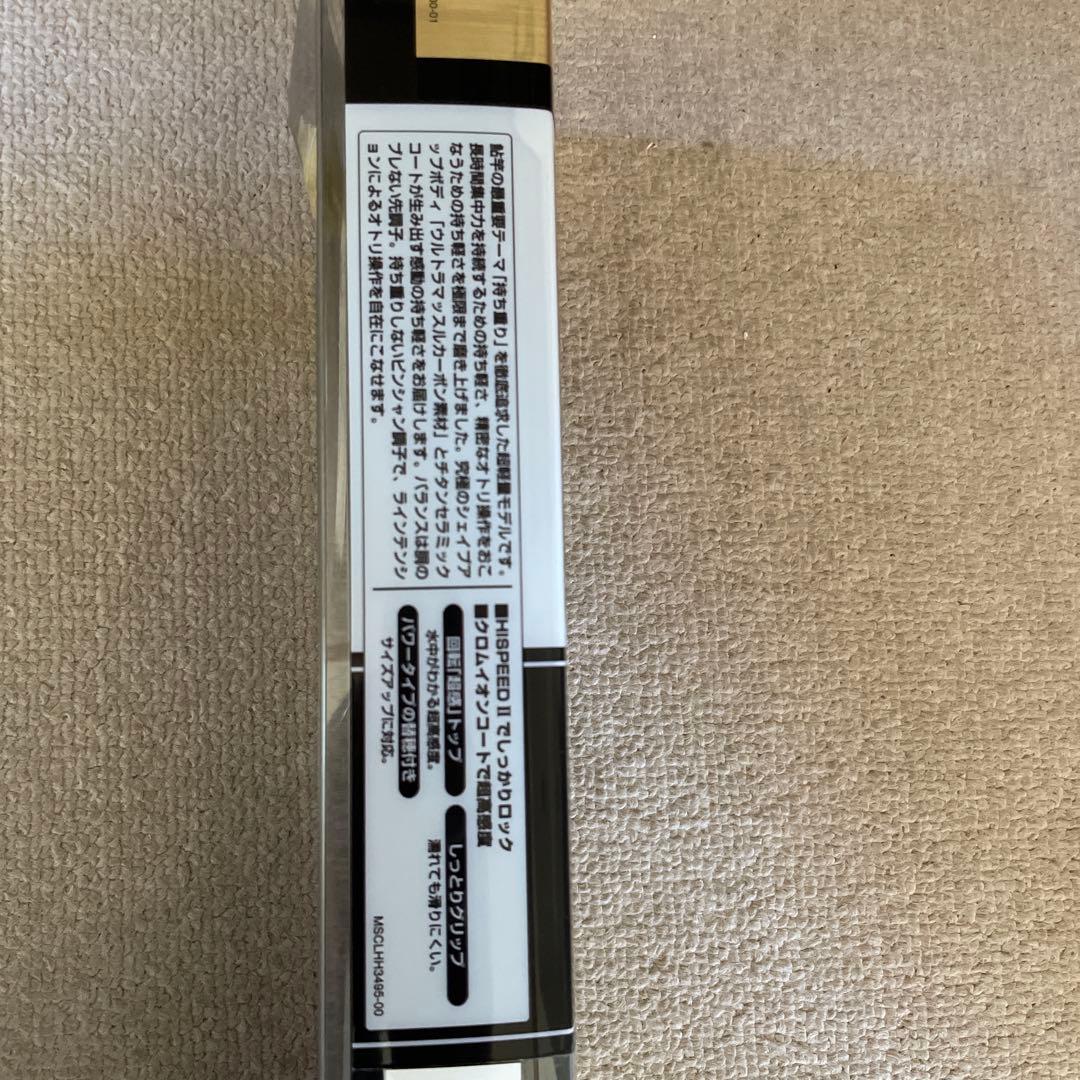 00-01
鮎竿の最重要テーマ「持ち重り」を徹底追求した超軽量モデルです。
長時間集中力を持続するための持ち軽さ、精密なオトリ操作をおこ
なうための持ち軽さを極限まで磨き上げました。究極のシェイプア
ップボディ「ウルトラマッスルカーボン素材」とチタンセラミック
コートが生み出す感動の持ち軽さをお届けします。バランスは胴の
ブレない先調子。持ち重りしないピンシャン調子で、ラインテンシ
ョンによるオトリ操作を自在にこなせます。
■HISPEED Ⅱでしっかりロック
■クロムイオンコートで超高感度
「超感」トップ
水中がわかる超高感度。
しっとりグリップ
濡れても滑りにくい。
パワータイプの替穂付き
サイズアップに対応。
MSCLHH3495-00